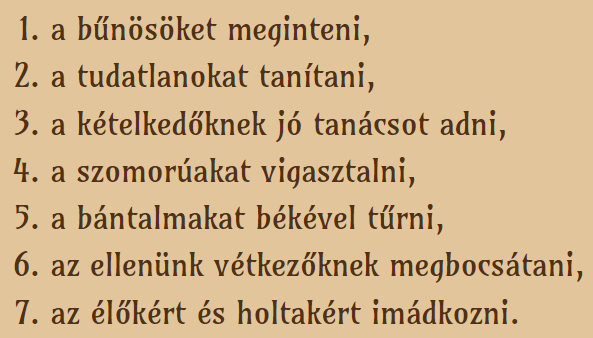 1. a bűnösöket meginteni,
2. a tudatlanokat tanítani,
3. a kételkedőknek jó tanácsot adni,
4. a szomorúakat vigasztalni,
5. a bántalmakat békével tűrni,
6. az ellenünk vétkezőknek megbocsátani,
7. az élőkért és holtakért imádkozni.